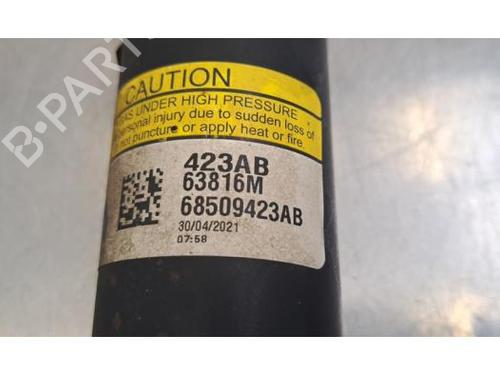 CAUTION
GAS UNDER HIGH PRESSURE
personal injury due to sudden loss of
not puncture or apply heat or fire.
423AB
63816M
68509423AB
30/04/2021
07:58
B-PARTS